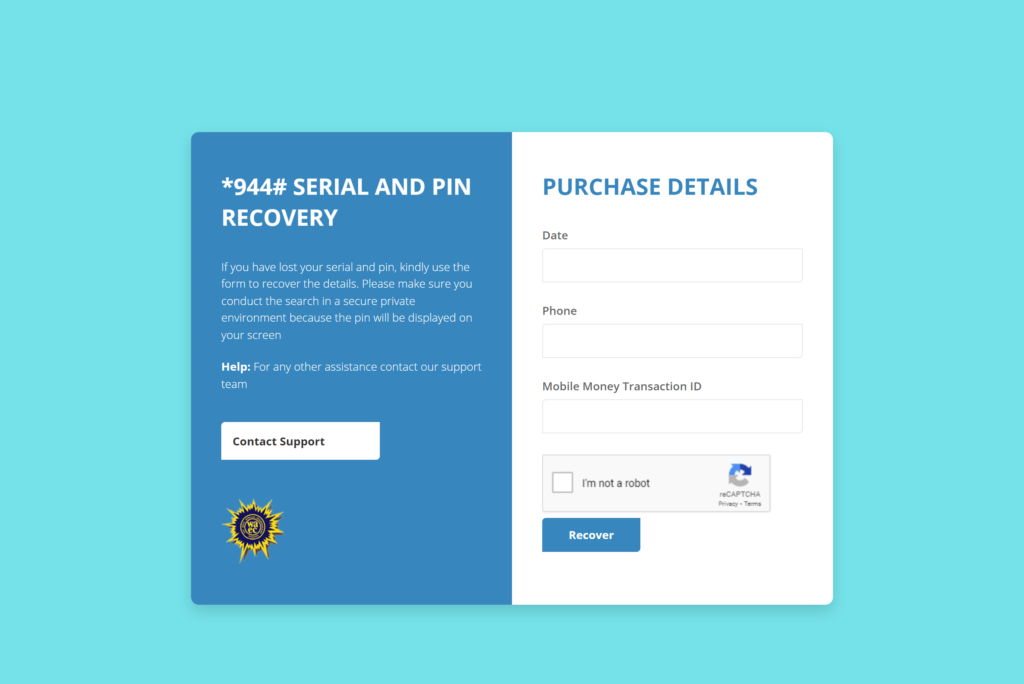 *944# SERIAL AND PIN
RECOVERY
If you have lost your serial and pin, kindly use the
form to recover the details. Please make sure you
conduct the search in a secure private
environment because the pin will be displayed on
your screen
Help: For any other assistance contact our support
team
Contact Support
wa
ec
PURCHASE DETAILS
Date
Phone
Mobile Money Transaction ID
I'm not a robot
reCAPTCHA
Privacy - Terms
Recover